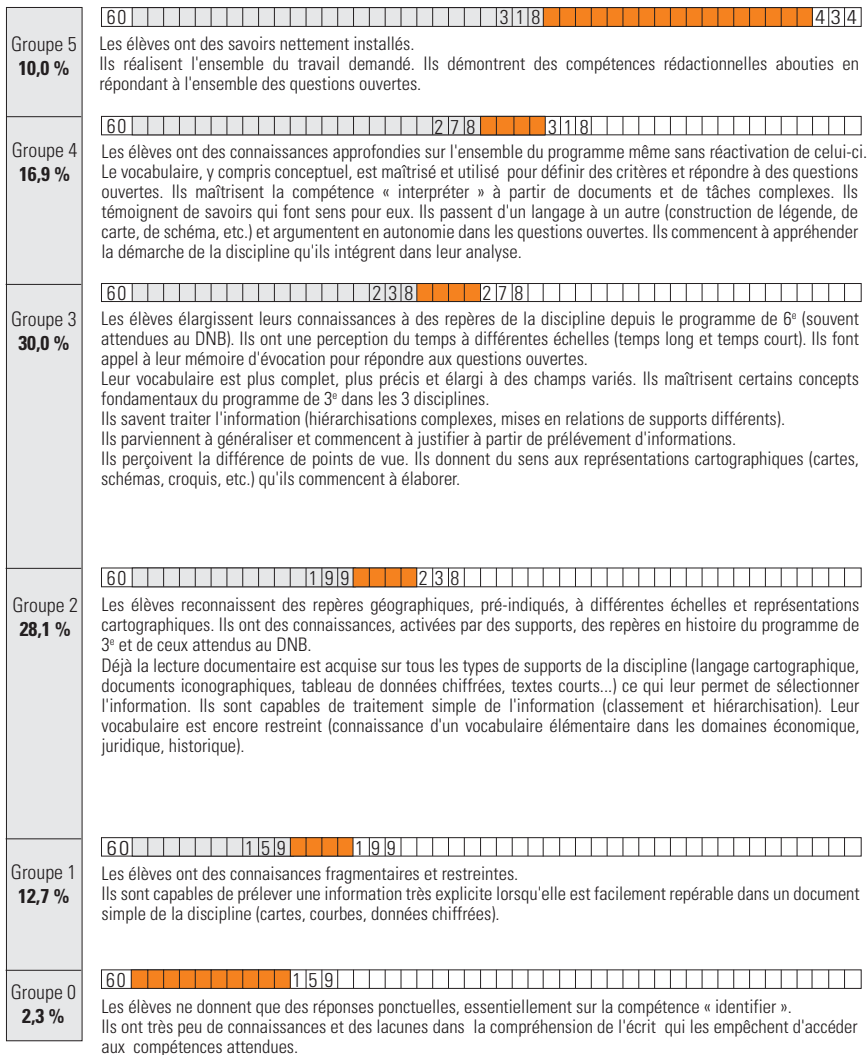 60 318 434
Groupe 5
10,0 %
Les élèves ont des savoirs nettement installés.
Ils réalisent l'ensemble du travail demandé. Ils démontrent des compétences rédactionnelles abouties en
répondant à l'ensemble des questions ouvertes.
60 278 318
Groupe 4
16,9 %
Les élèves ont des connaissances approfondies sur l'ensemble du programme même sans réactivation de celui-ci.
Le vocabulaire, y compris conceptuel, est maîtrisé et utilisé pour définir des critères et répondre à des questions
ouvertes. Ils maîtrisent la compétence « interpréter » à partir de documents et de tâches complexes. Ils
témoignent de savoirs qui font sens pour eux. Ils passent d'un langage à un autre (construction de légende, de
carte, de schéma, etc.) et argumentent en autonomie dans les questions ouvertes. Ils commencent à appréhender
la démarche de la discipline qu'ils intégrent dans leur analyse.
60 238 278
Groupe 3
30,0 %
Les élèves élargissent leurs connaissances à des repères de la discipline depuis le programme de 6e (souvent
attendues au DNB). Ils ont une perception du temps à différentes échelles (temps long et temps court). Ils font
appel à leur mémoire d'évocation pour répondre aux questions ouvertes.
Leur vocabulaire est plus complet, plus précis et élargi à des champs variés. Ils maîtrisent certains concepts
fondamentaux du programme de 3e dans les 3 disciplines.
Ils savent traiter l'information (hiérarchisations complexes, mises en relations de supports différents).
Ils parviennent à généraliser et commencent à justifier à partir de prélévement d'informations.
Ils perçoivent la différence de points de vue. Ils donnent du sens aux représentations cartographiques (cartes,
schémas, croquis, etc.) qu'ils commencent à élaborer.
60 199 238
Groupe 2
28,1 %
Les élèves reconnaissent des repères géographiques, pré-indiqués, à différentes échelles et représentations
cartographiques. Ils ont des connaissances, activées par des supports, des repères en histoire du programme de
3e et de ceux attendus au DNB.
Déjà la lecture documentaire est acquise sur tous les types de supports de la discipline (langage cartographique,
documents iconographiques, tableau de données chiffrées, textes courts...) ce qui leur permet de sélectionner
l'information. Ils sont capables de traitement simple de l'information (classement et hiérarchisation). Leur
vocabulaire est encore restreint (connaissance d'un vocabulaire élémentaire dans les domaines économique,
juridique, historique).
60 159 199
Groupe 1
12,7 %
Les élèves ont des connaisances fragmentaires et restreintes.
Ils sont capables de prélever une information très explicite lorsqu'elle est facilement repérable dans un document
simple de la discipline (cartes, courbes, données chiffrées).
60 159
Groupe 0
2,3 %
Les élèves ne donnent que des réponses ponctuelles, essentiellement sur la compétence « identifier ».
Ils ont très peu de connaissances et des lacunes dans la compréhension de l'écrit qui les empêchent d'accéder
aux compétences attendues.